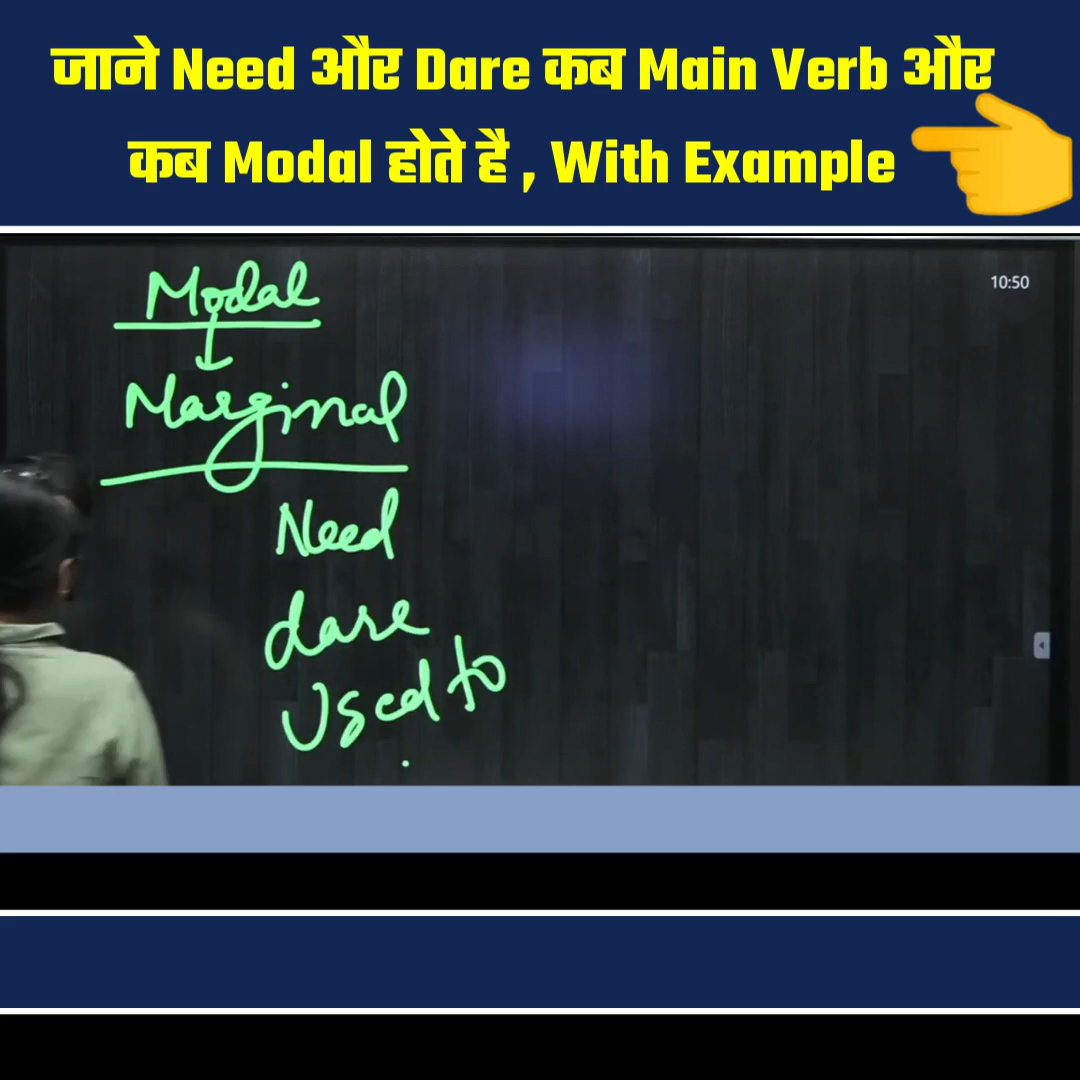 जाने Need और Dare कब Main Verb और
कब Modal होते है , With Example
10:50
Modal
Marginal
Need
dare
Used to